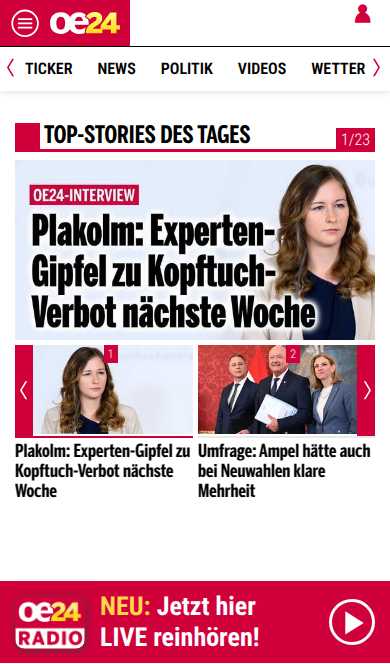 oe24
TICKER NEWS POLITIK VIDEOS WETTER
TOP-STORIES DES TAGES
1/23
OE24-INTERVIEW
Plakolm: Experten-
Gipfel zu Kopftuch-
Verbot nächste Woche
1
2
Plakolm: Experten-Gipfel zu
Kopftuch-Verbot nächste
Woche
Umfrage: Ampel hätte auch
bei Neuwahlen klare
Mehrheit
oe24
RADIO
NEU: Jetzt hier
LIVE reinhören!